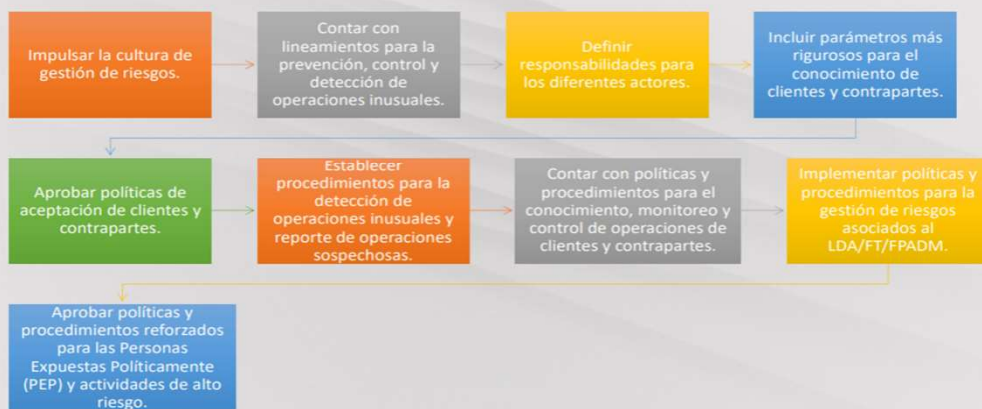 Impulsar la cultura de
gestión de riesgos.
Contar con
lineamientos para la
prevención, control y
detección de
operaciones inusuales.
Definir
responsabilidades para
los diferentes actores.
Incluir parámetros más
rigurosos para el
conocimiento de
clientes y contrapartes.
Aprobar políticas de
aceptación de clientes y
contrapartes.
Establecer
procedimientos para la
detección de
operaciones inusuales y
reporte de operaciones
sospechosas.
Contar con políticas y
procedimientos para el
conocimiento, monitoreo y
control de operaciones de
clientes y contrapartes.
Implementar políticas y
procedimientos para la
gestión de riesgos
asociados al
LDA/FT/FPADM.
Aprobar políticas y
procedimientos reforzados
para las Personas
Expuestas Políticamente
(PEP) y actividades de alto
riesgo.